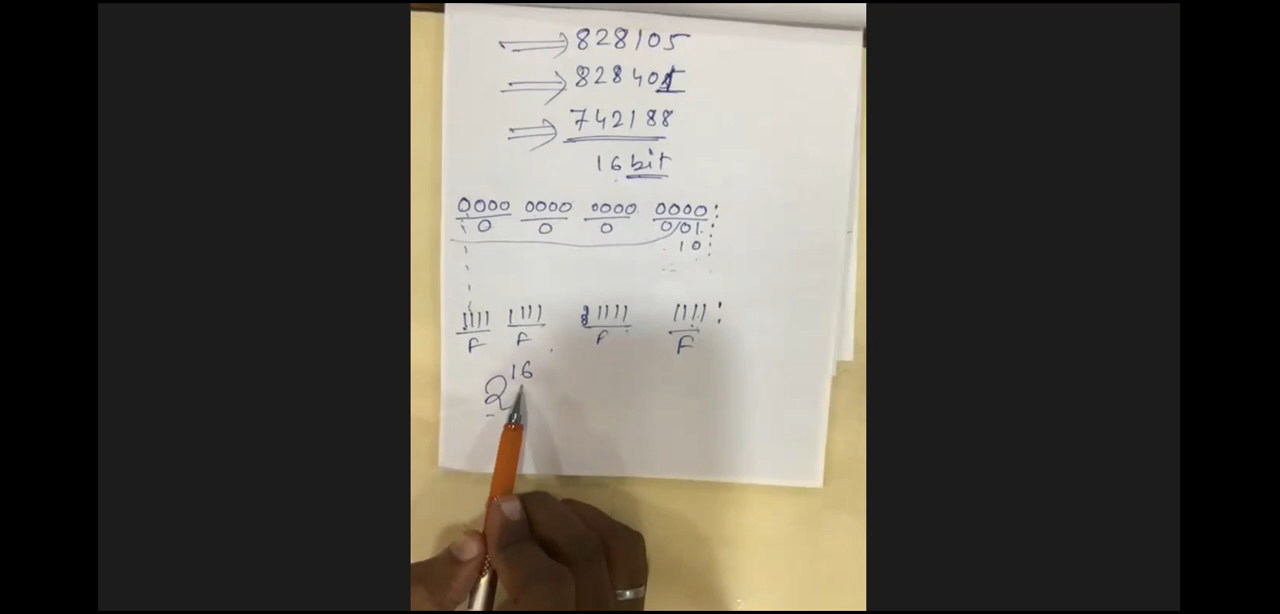 ⇒ 828105
⇒ 82840
⇒ 742188
16 bit
0000 0000 0000 0000 :
0 0 0 0/01
10
1111 1111 1111 1111 :
F F F F
2^16